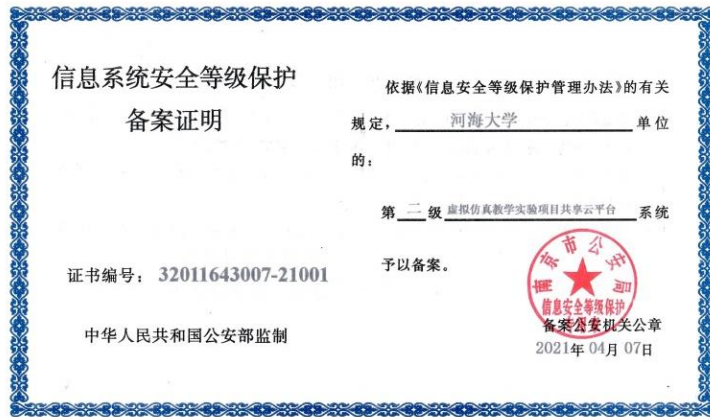 信息系统安全等级保护
备案证明
证书编号： 32011643007-21001
中华人民共和国公安部监制
依据《信息安全等级保护管理办法》的有关
规定， 河海大学 单位
的：
第 二 级 虚拟仿真教学实验项目共享云平台 系统
予以备案。
南京市公安局
信息安全等级保护
备案公安机关公章
2021年 04月 07日